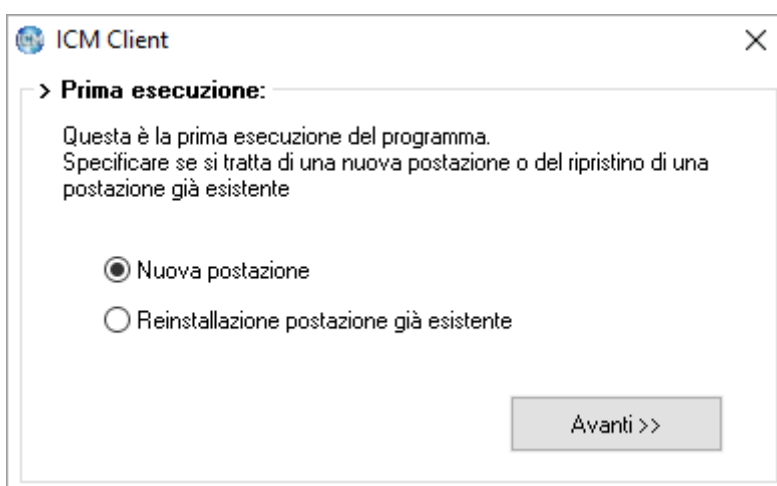 ICM Client
> Prima esecuzione:
Questa è la prima esecuzione del programma.
Specificare se si tratta di una nuova postazione o del ripristino di una
postazione già esistente
Nuova postazione
Reinstallazione postazione già esistente
Avanti >>